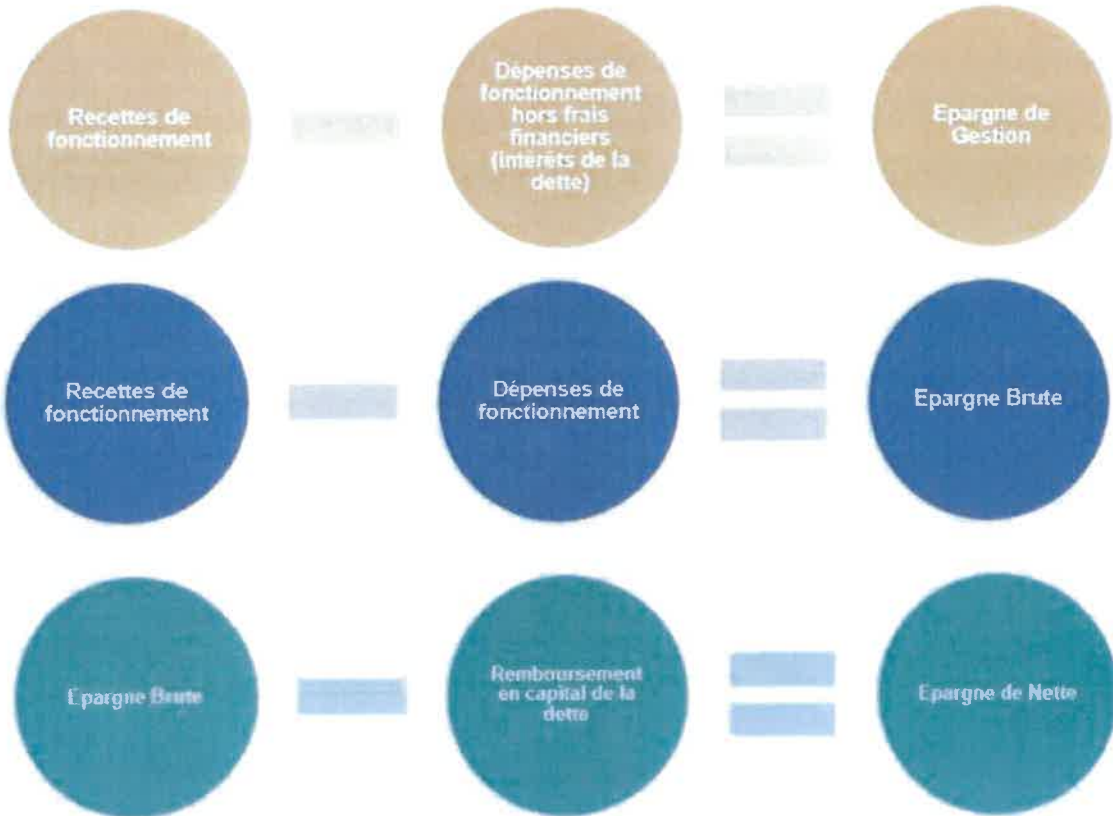 Recettes de
fonctionnement
Dépenses de
fonctionnement
hors frais
financiers
(intérêts de la
dette)
Epargne de
Gestion
Recettes de
fonctionnement
Dépenses de
fonctionnement
Epargne Brute
Epargne Brute
Remboursement
en capital de la
dette
Epargne de Nette